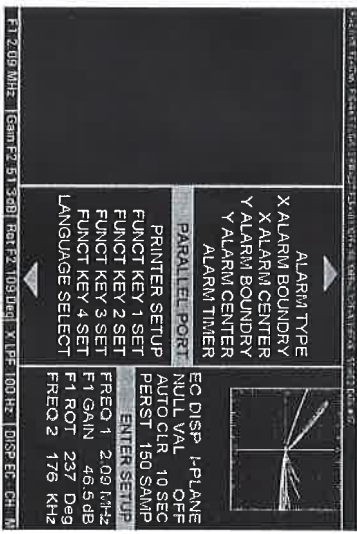 ALARM TYPE
X ALARM BOUNDRY
X ALARM CENTER
Y ALARM BOUNDRY
Y ALARM CENTER
ALARM TIMER
PARALLEL PORT
PRINTER SETUP
FUNCT KEY 1 SET
FUNCT KEY 2 SET
FUNCT KEY 3 SET
FUNCT KEY 4 SET
LANGUAGE SELECT
EC DISP I-PLANE
NULL VAL OFF
AUTO CLR 10 SEC
PERST 150 SAMP
ENTER SETUP
FREQ 1 2.09 MHz
F1 GAIN 46.5 dB
F1 ROT 237 Deg
FREQ 2 176 KHz
F1 2.09 MHz Gain F2 51.3dB Rot F2 109 Deg X LPF 100 Hz DISP EC CH M